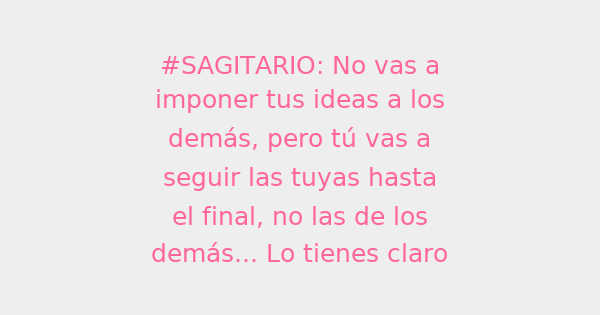 #SAGITARIO: No vas a
imponer tus ideas a los
demás, pero tú vas a
seguir las tuyas hasta
el final, no las de los
demás... Lo tienes claro